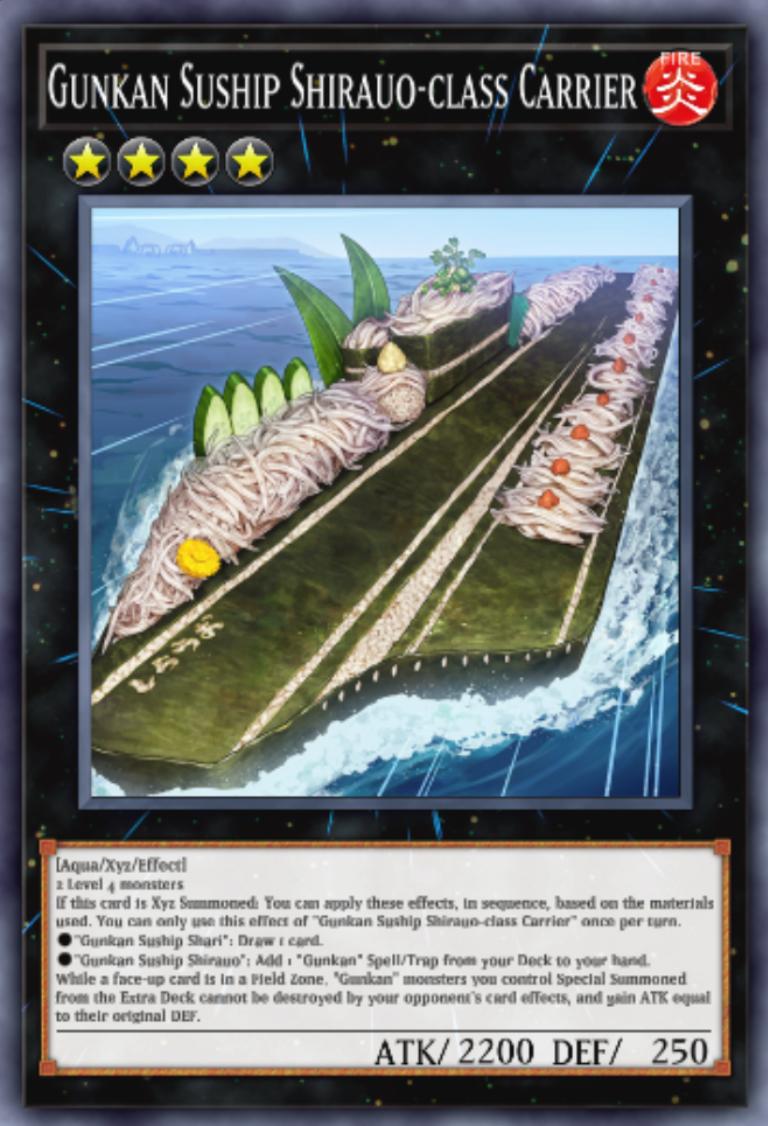 GUNKAN SUSHIP SHIRAUO-CLASS CARRIER
FIRE
炎
しらうお
[Aqua/Xyz/Effect]
2 Level 4 monsters
If this card is Xyz Summoned: You can apply these effects, in sequence, based on the materials
used. You can only use this effect of "Gunkan Suship Shirauo-class Carrier" once per turn.
●"Gunkan Suship Shari": Draw 1 card.
●"Gunkan Suship Shirauo": Add 1 "Gunkan" Spell/Trap from your Deck to your hand.
While a face-up card is in a Field Zone, "Gunkan" monsters you control Special Summoned
from the Extra Deck cannot be destroyed by your opponent's card effects, and gain ATK equal
to their original DEF.
ATK/ 2200 DEF/ 250